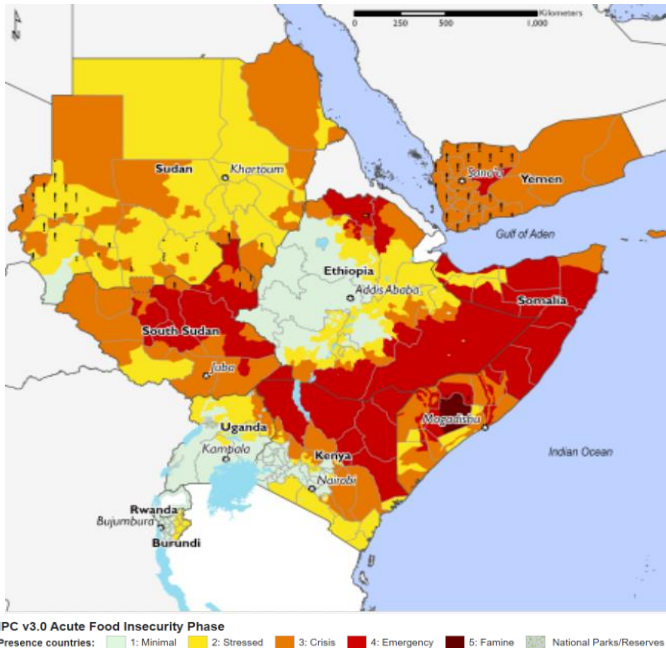 N
Kilometers
0 250 500 1,000
Sudan
Khartoum
Sana'a
Yemen
Gulf of Aden
Ethiopia
Addis Ababa
Somalia
South Sudan
Juba
Mogadishu
Uganda
Kampala
Kenya
Nairobi
Indian Ocean
Rwanda
Bujumbura
Burundi
IPC v3.0 Acute Food Insecurity Phase
Presence countries: 1: Minimal 2: Stressed 3: Crisis 4: Emergency 5: Famine National Parks/Reserves